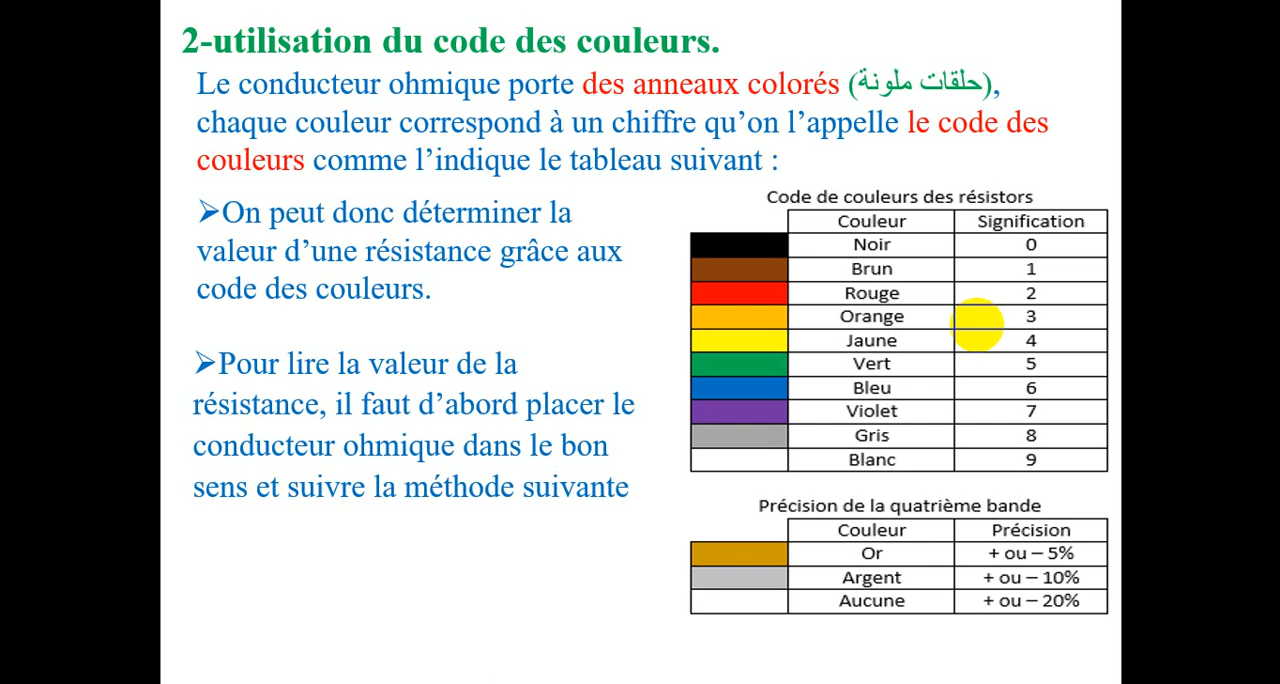 2-utilisation du code des couleurs.
Le conducteur ohmique porte des anneaux colorés (حلقات ملونة),
chaque couleur correspond à un chiffre qu’on l’appelle le code des
couleurs comme l’indique le tableau suivant :
➢On peut donc déterminer la
valeur d’une résistance grâce aux
code des couleurs.
➢Pour lire la valeur de la
résistance, il faut d’abord placer le
conducteur ohmique dans le bon
sens et suivre la méthode suivante
Code de couleurs des résistors
Couleur Signification
Noir 0
Brun 1
Rouge 2
Orange 3
Jaune 4
Vert 5
Bleu 6
Violet 7
Gris 8
Blanc 9
Précision de la quatrième bande
Couleur Précision
Or + ou – 5%
Argent + ou – 10%
Aucune + ou – 20%